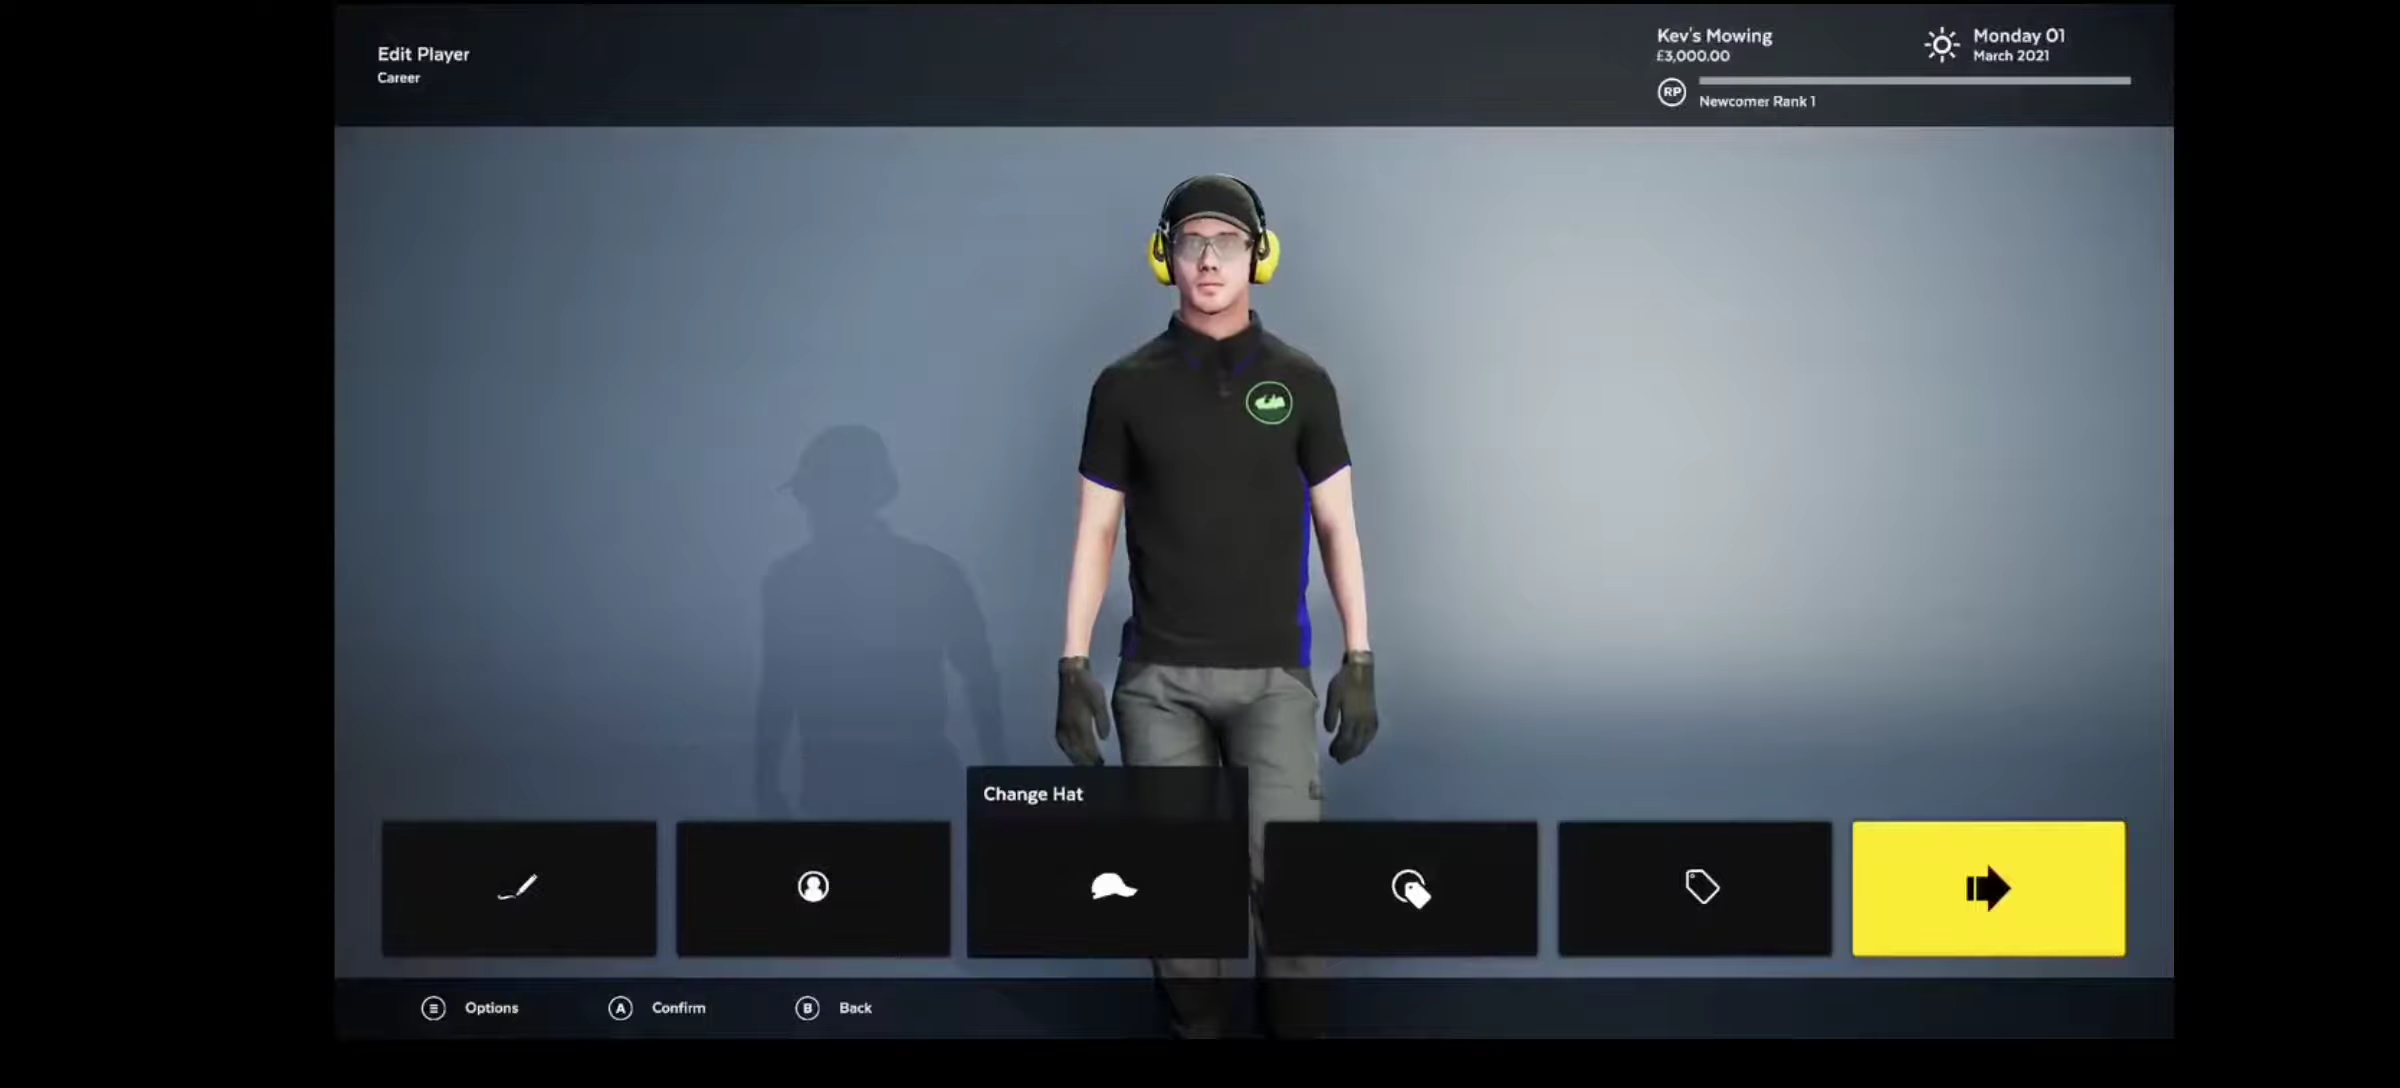 Edit Player
Career
Kev's Mowing
£3,000.00
Monday 01
March 2021
RP
Newcomer Rank 1
Change Hat
Options
A Confirm
B Back